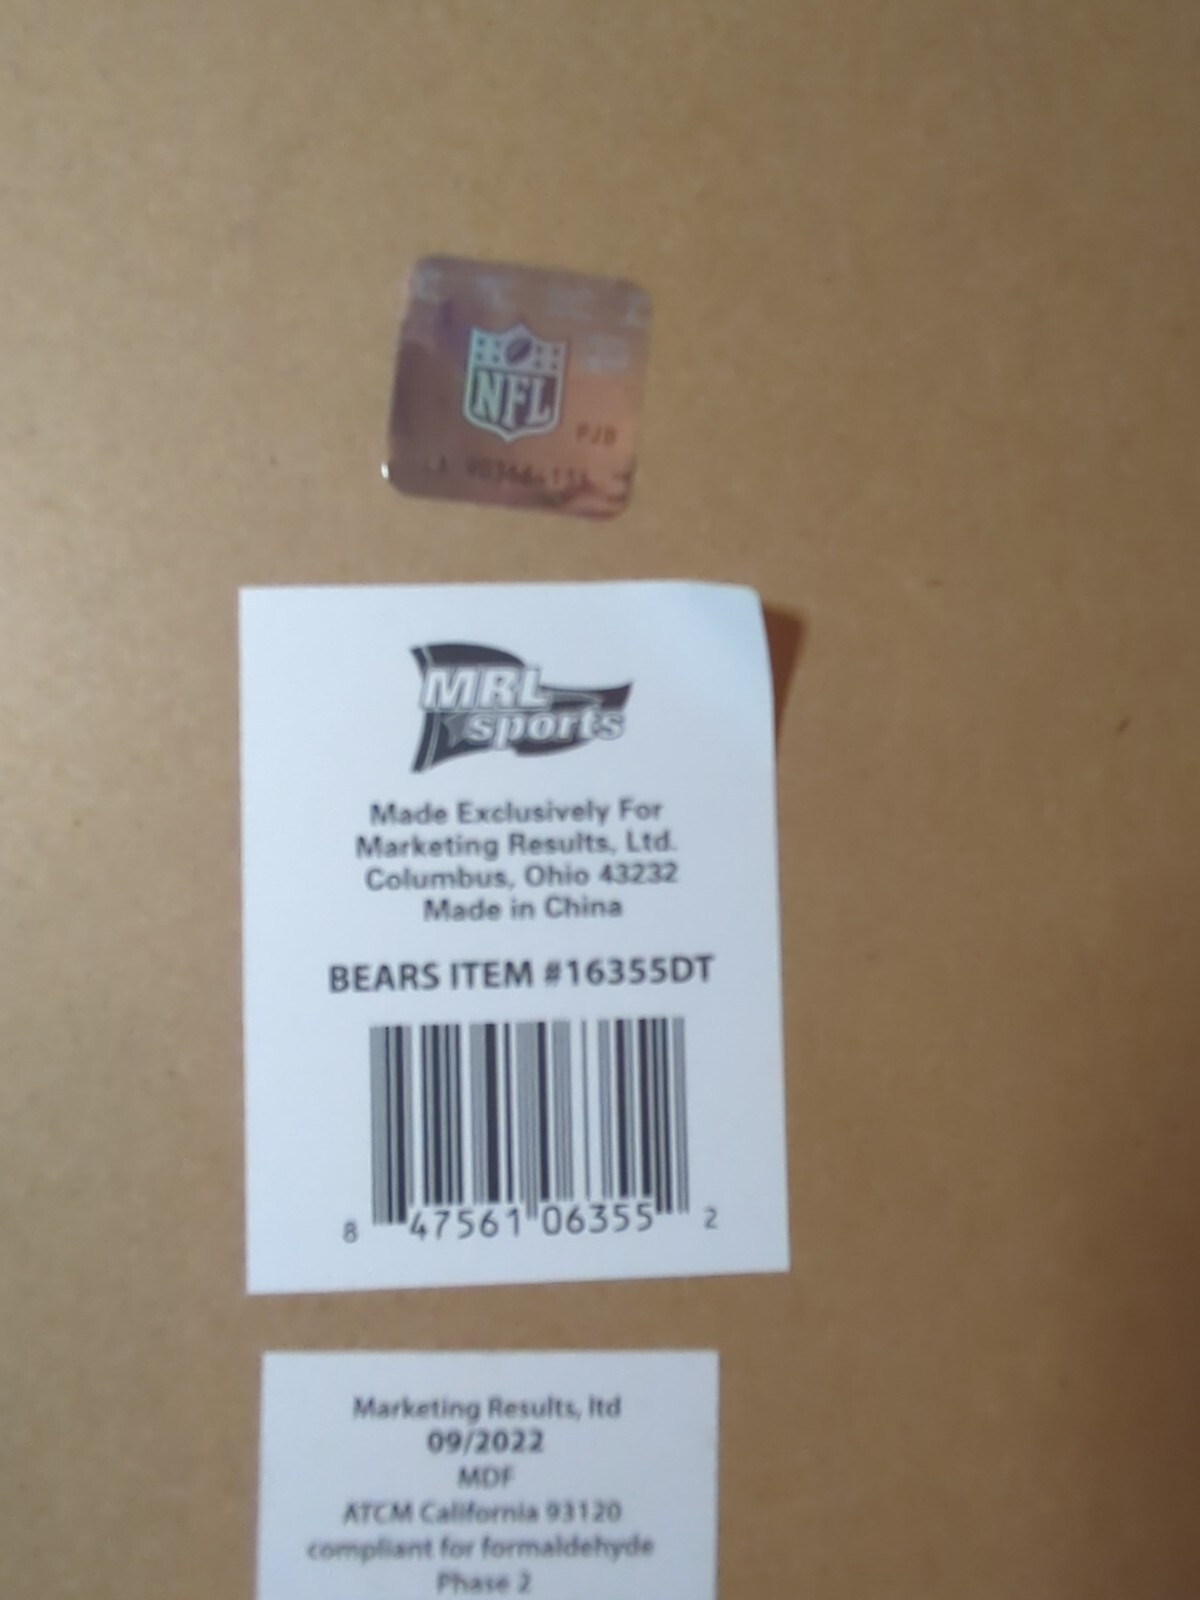 NFL
PJB
MRL
sports
Made Exclusively For
Marketing Results, Ltd.
Columbus, Ohio 43232
Made in China
BEARS ITEM #16355DT
8 47561 06355 2
Marketing Results, ltd
09/2022
MDF
ATCM California 93120
compliant for formaldehyde
Phase 2